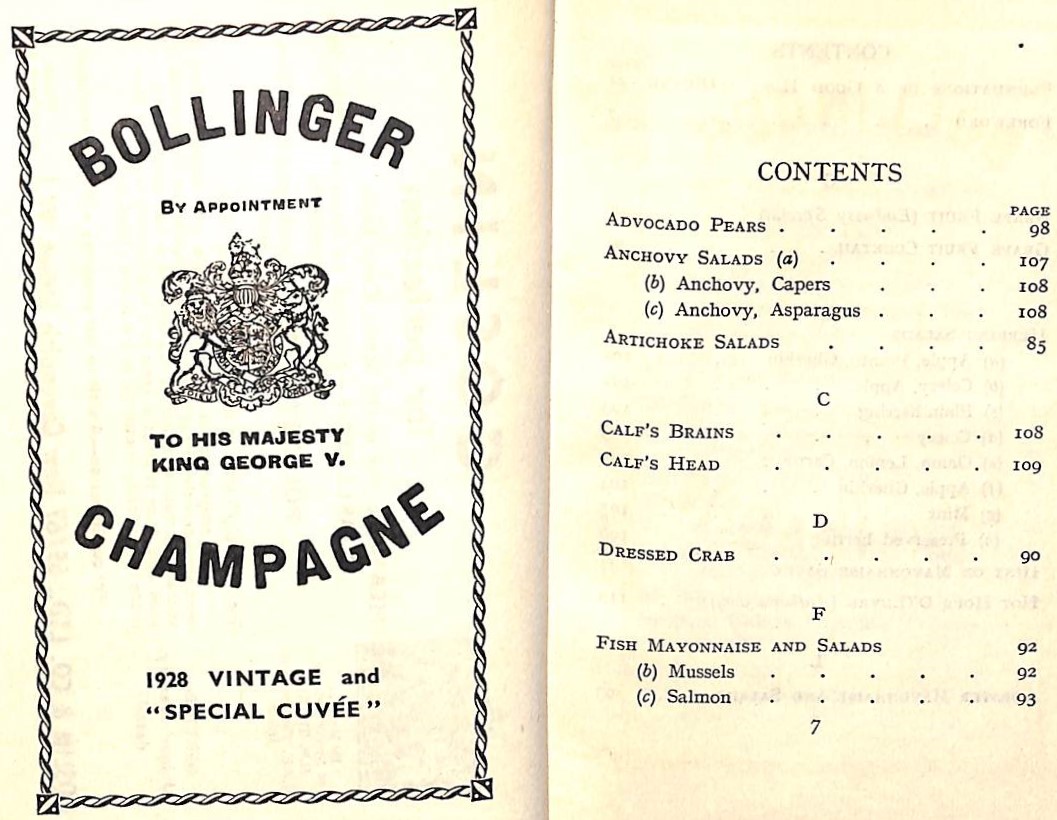 BOLLINGER
BY APPOINTMENT
TO HIS MAJESTY
KING GEORGE V.
CHAMPAGNE
1928 VINTAGE and
"SPECIAL CUVÉE"
CONTENTS
PAGE
ADVOCADO PEARS . . . . . 98
ANCHOVY SALADS (a) . . . . 107
(b) Anchovy, Capers . . . 108
(c) Anchovy, Asparagus . . . 108
ARTICHOKE SALADS . . . . 85
C
CALF'S BRAINS . . . . . 108
CALF'S HEAD . . . . . 109
D
DRESSED CRAB . . . . . 90
F
FISH MAYONNAISE AND SALADS 92
(b) Mussels . . . . . 92
(c) Salmon . . . . . 93
7